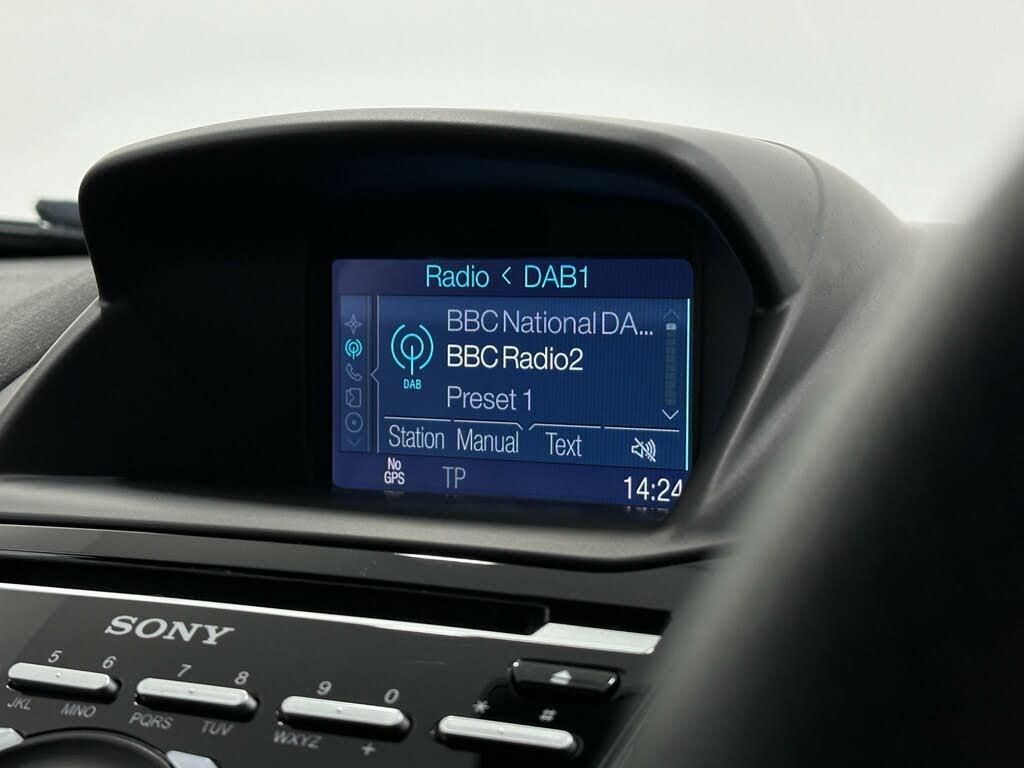 Radio < DAB1
BBC National DA...
BBC Radio2
DAB
Preset 1
Station Manual Text
No
GPS
TP
14:24
SONY
5 6
7 8
9 0
* #
JKL MNO
PQRS TUV
WXYZ +